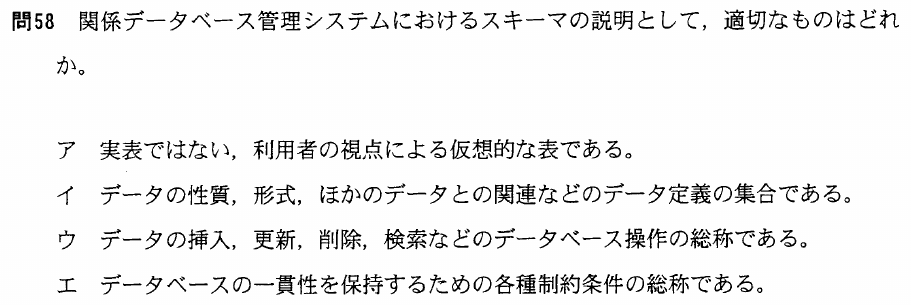 問58 関係データベース管理システムにおけるスキーマの説明として，適切なものはどれ
か。
ア 実表ではない，利用者の視点による仮想的な表である。
イ データの性質，形式，ほかのデータとの関連などのデータ定義の集合である。
ウ データの挿入，更新，削除，検索などのデータベース操作の総称である。
エ データベースの一貫性を保持するための各種制約条件の総称である。